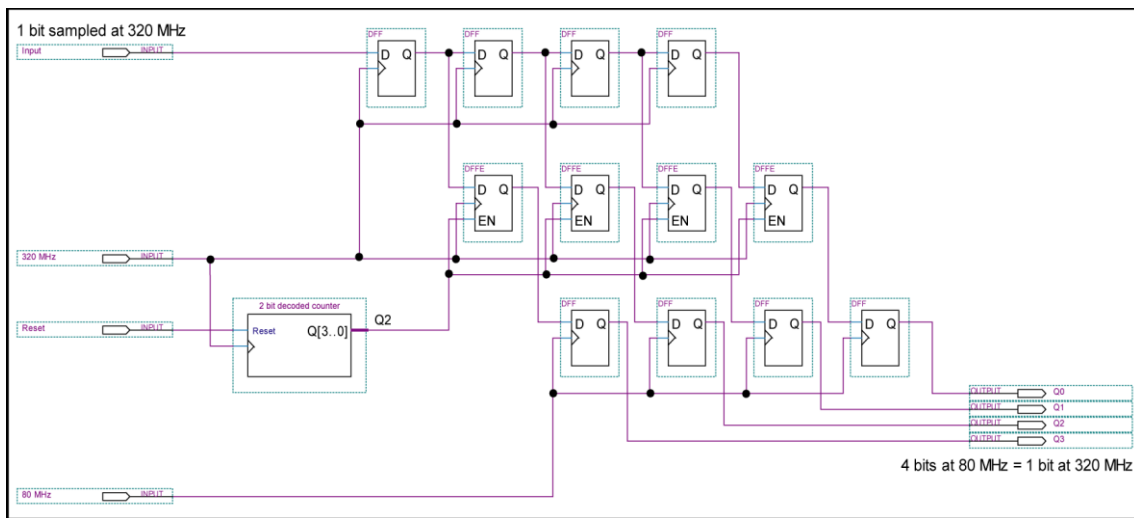 1 bit sampled at 320 MHz
Input
INPUT
DFF
D Q
DFF
D Q
DFF
D Q
DFF
D Q
DFFE
D Q
EN
DFFE
D Q
EN
DFFE
D Q
EN
DFFE
D Q
EN
320 MHz
INPUT
2 bit decoded counter
Reset
INPUT
Reset
Q[3..0]
Q2
DFF
D Q
DFF
D Q
DFF
D Q
DFF
D Q
OUTPUT Q0
OUTPUT Q1
OUTPUT Q2
OUTPUT Q3
4 bits at 80 MHz = 1 bit at 320 MHz
80 MHz
INPUT